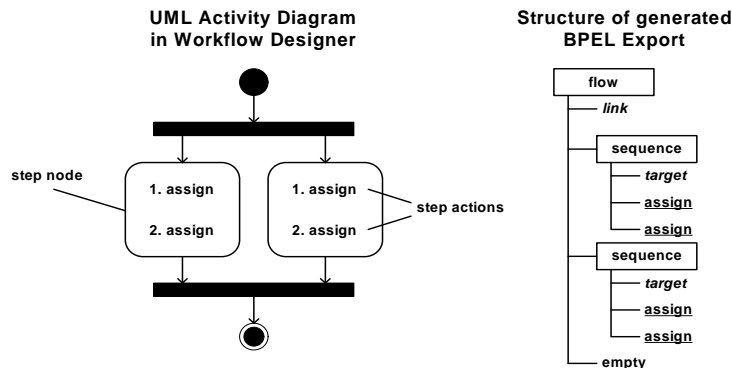 UML Activity Diagram
in Workflow Designer
step node
1. assign
2. assign
1. assign
2. assign
step actions
Structure of generated
BPEL Export
flow
link
sequence
target
assign
assign
sequence
target
assign
assign
empty